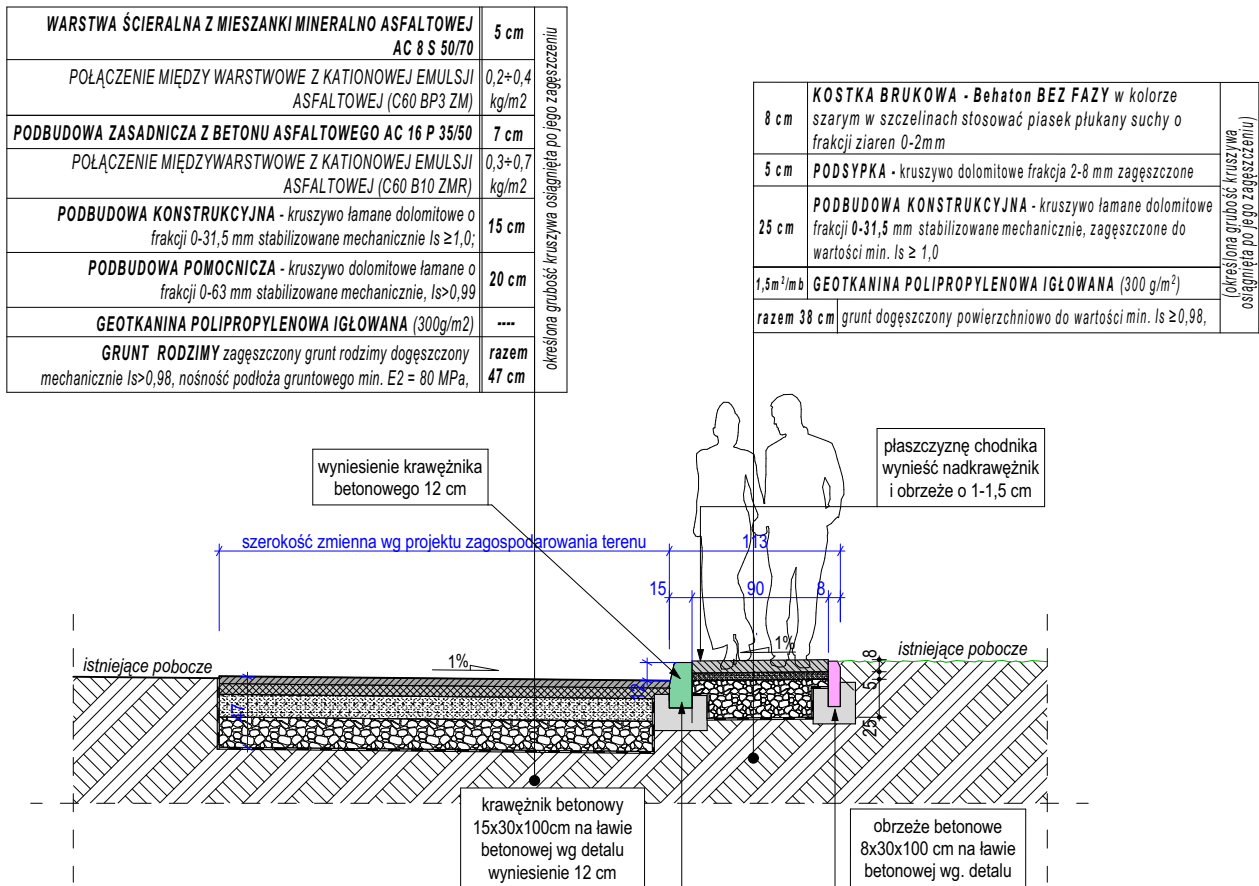 WARSTWA ŚCIERALNA Z MIESZANKI MINERALNO ASFALTOWEJ
AC 8 S 50/70
5 cm
POŁĄCZENIE MIĘDZY WARSTWOWE Z KATIONOWEJ EMULSJI
ASFALTOWEJ (C60 BP3 ZM)
0,2÷0,4
kg/m2
PODBUDOWA ZASADNICZA Z BETONU ASFALTOWEGO AC 16 P 35/50
7 cm
POŁĄCZENIE MIĘDZYWARSTWOWE Z KATIONOWEJ EMULSJI
ASFALTOWEJ (C60 B10 ZMR)
0,3÷0,7
kg/m2
PODBUDOWA KONSTRUKCYJNA - kruszywo łamane dolomitowe o
frakcji 0-31,5 mm stabilizowane mechanicznie Is ≥1,0;
15 cm
PODBUDOWA POMOCNICZA - kruszywo dolomitowe łamane o
frakcji 0-63 mm stabilizowane mechanicznie, Is>0,99
20 cm
GEOTKANINA POLIPROPYLENOWA IGŁOWANA (300g/m2)
----
GRUNT RODZIMY zagęszczony grunt rodzimy dogęszczony
mechanicznie Is>0,98, nośność podłoża gruntowego min. E2 = 80 MPa,
razem
47 cm
określona grubość kruszywa osiągnięta po jego zagęszczeniu
8 cm
KOSTKA BRUKOWA - Behaton BEZ FAZY w kolorze
szarym w szczelinach stosować piasek płukany suchy o
frakcji ziaren 0-2mm
5 cm
PODSYPKA - kruszywo dolomitowe frakcja 2-8 mm zagęszczone
25 cm
PODBUDOWA KONSTRUKCYJNA - kruszywo łamane dolomitowe
frakcji 0-31,5 mm stabilizowane mechanicznie, zagęszczone do
wartości min. Is ≥ 1,0
1,5m²/mb
GEOTKANINA POLIPROPYLENOWA IGŁOWANA (300 g/m²)
razem 38 cm
grunt dogęszczony powierzchniowo do wartości min. Is ≥0,98,
(określona grubość kruszywa
osiągnięta po jego zagęszczeniu)
wyniesienie krawężnika
betonowego 12 cm
płaszczyznę chodnika
wynieść nadkrawężnik
i obrzeże o 1-1,5 cm
szerokość zmienna wg projektu zagospodarowania terenu
113
15
90
8
istniejące pobocze
1%
1%
istniejące pobocze
12
47
8
5
25
krawężnik betonowy
15x30x100cm na ławie
betonowej wg detalu
wyniesienie 12 cm
obrzeże betonowe
8x30x100 cm na ławie
betonowej wg. detalu